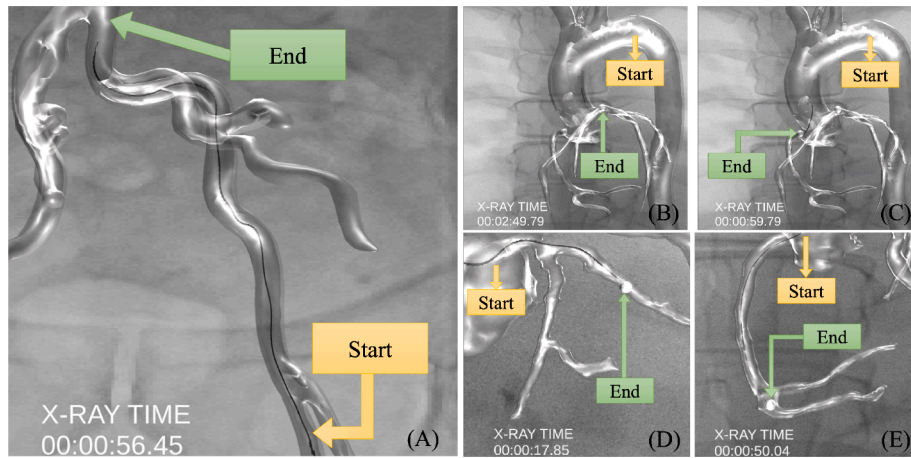 End
Start
X-RAY TIME
00:00:56.45
(A)
Start
End
X-RAY TIME
00:02:49.79
(B)
Start
End
X-RAY TIME
00:00:59.79
(C)
Start
End
X-RAY TIME
00:00:17.85
(D)
Start
End
X-RAY TIME
00:00:50.04
(E)